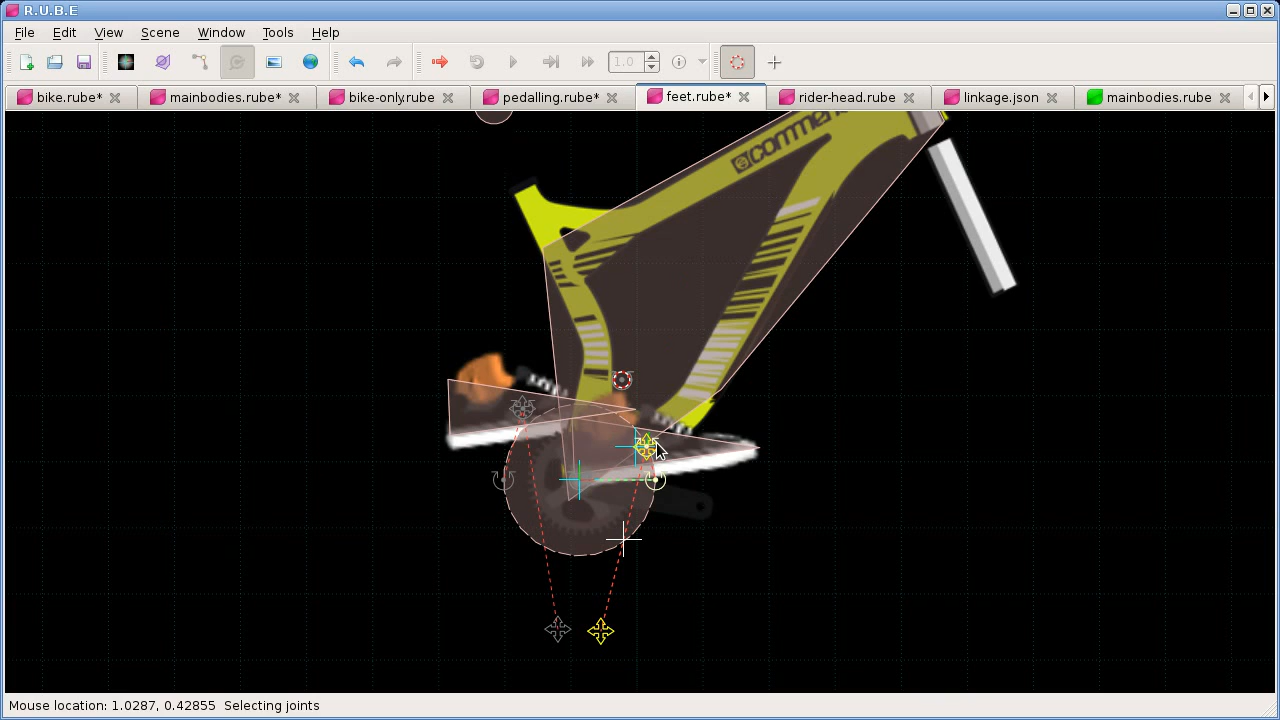 R.U.B.E
File Edit View Scene Window Tools Help
1.0
bike.rube* mainbodies.rube* bike-only.rube pedalling.rube* feet.rube* rider-head.rube linkage.json mainbodies.rube
Mouse location: 1.0287, 0.42855 Selecting joints